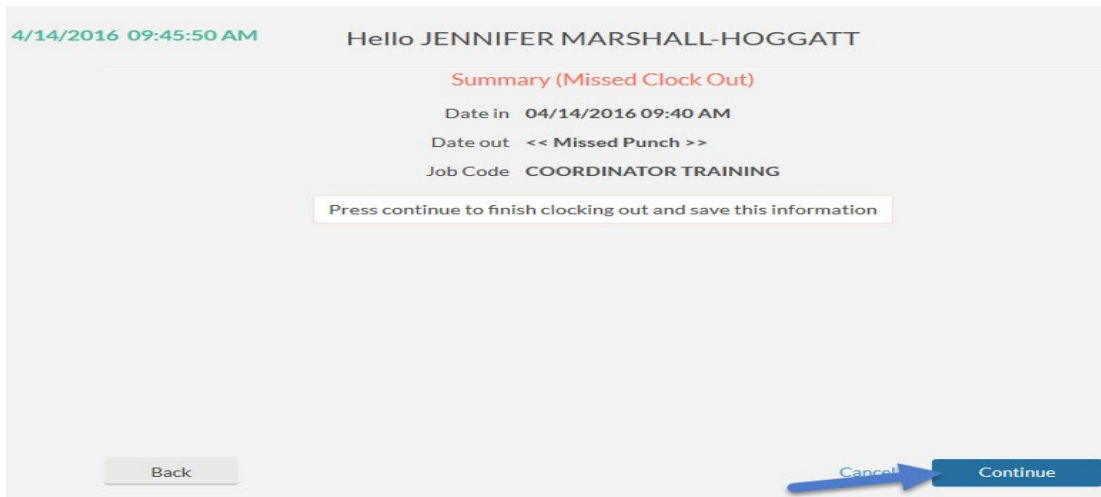 4/14/2016 09:45:50 AM
Hello JENNIFER MARSHALL-HOGGATT
Summary (Missed Clock Out)
Date in 04/14/2016 09:40 AM
Date out << Missed Punch >>
Job Code COORDINATOR TRAINING
Press continue to finish clocking out and save this information
Back Cancel Continue